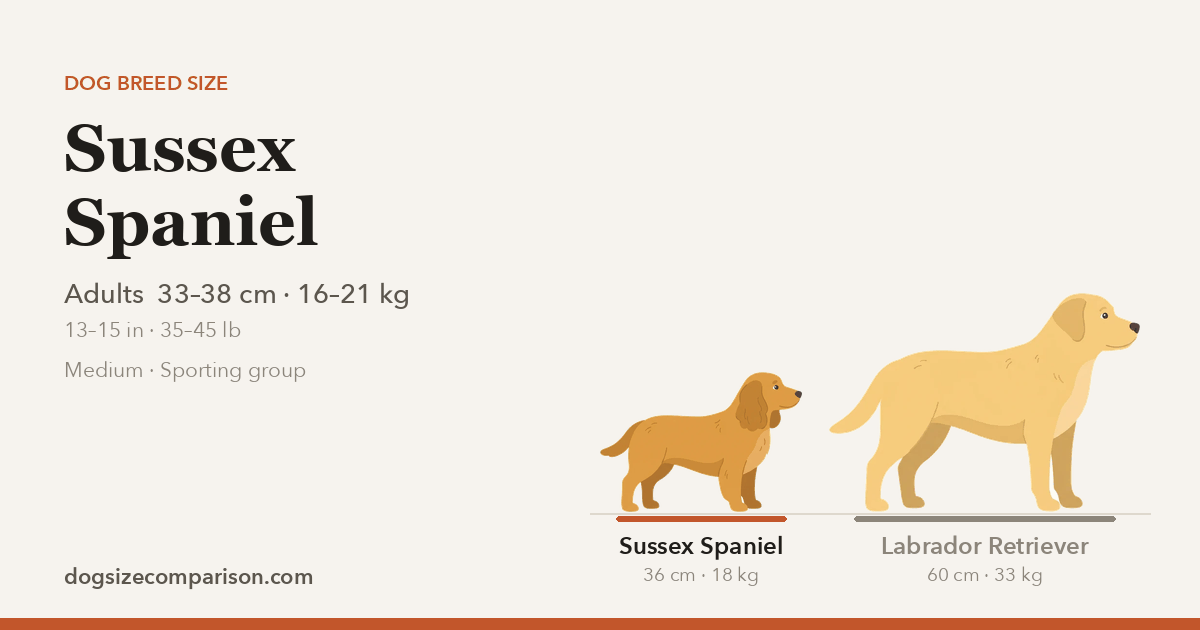 DOG BREED SIZE
Sussex
Spaniel
Adults 33–38 cm · 16–21 kg
13–15 in · 35–45 lb
Medium · Sporting group
Sussex Spaniel
36 cm · 18 kg
Labrador Retriever
60 cm · 33 kg
dogsizecomparison.com